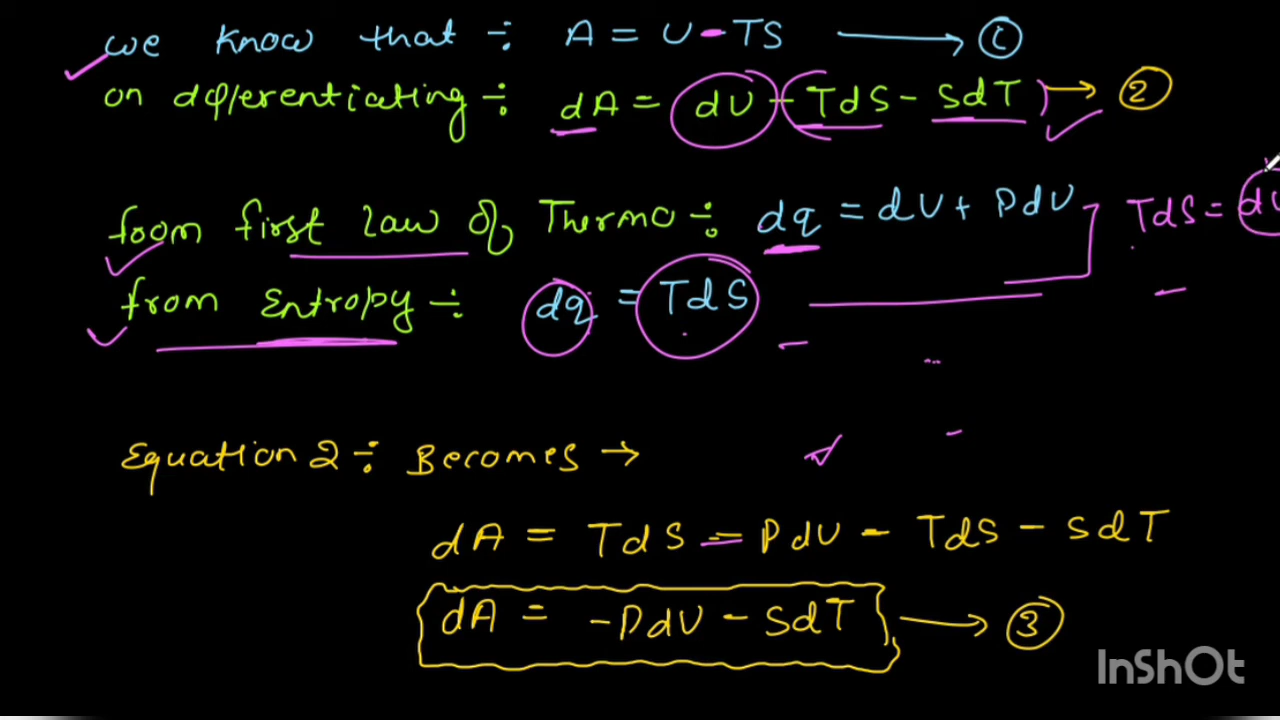 we know that ÷ A = U - TS ⟶ ①
on differentiating ÷ dA = dU - TdS - SdT ) → ②
from first law of Thermo ÷ dq = dU + PdV TdS = dU
from Entropy ÷ dq = TdS
Equation 2 ÷ Becomes →
dA = TdS - PdV - TdS - SdT
dA = -PdV - SdT ⟶ ③
InShOt